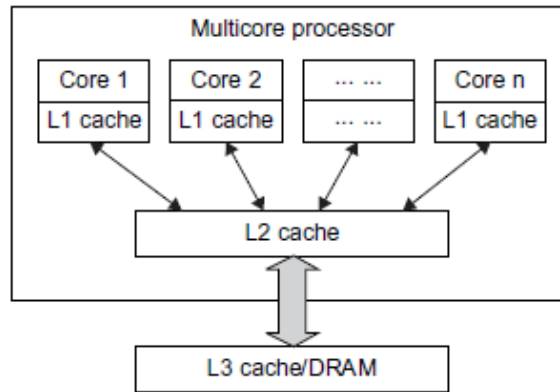 Multicore processor
Core 1 Core 2 ... ... Core n
L1 cache L1 cache ... ... L1 cache
L2 cache
L3 cache/DRAM